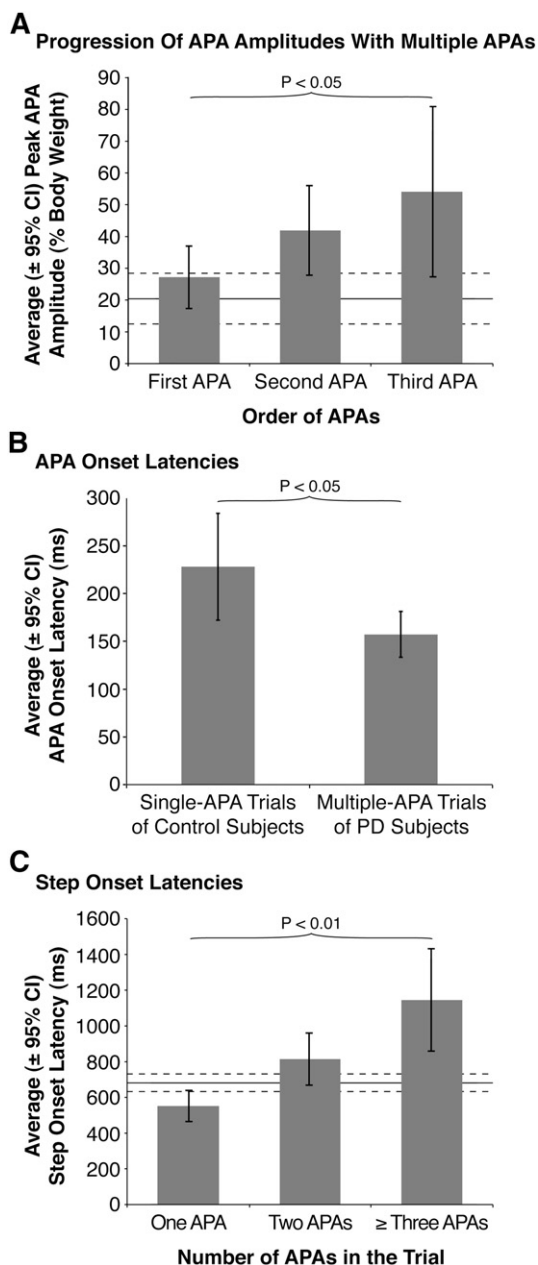 A
Progression Of APA Amplitudes With Multiple APAs
Average (± 95% CI) Peak APA
Amplitude (% Body Weight)
90
80
70
60
50
40
30
20
10
0
P < 0.05
First APA Second APA Third APA
Order of APAs
B
APA Onset Latencies
Average (± 95% CI)
APA Onset Latency (ms)
300
250
200
150
100
50
0
P < 0.05
Single-APA Trials
of Control Subjects
Multiple-APA Trials
of PD Subjects
C
Step Onset Latencies
Average (± 95% CI)
Step Onset Latency (ms)
1600
1400
1200
1000
800
600
400
200
0
P < 0.01
One APA Two APAs ≥ Three APAs
Number of APAs in the Trial